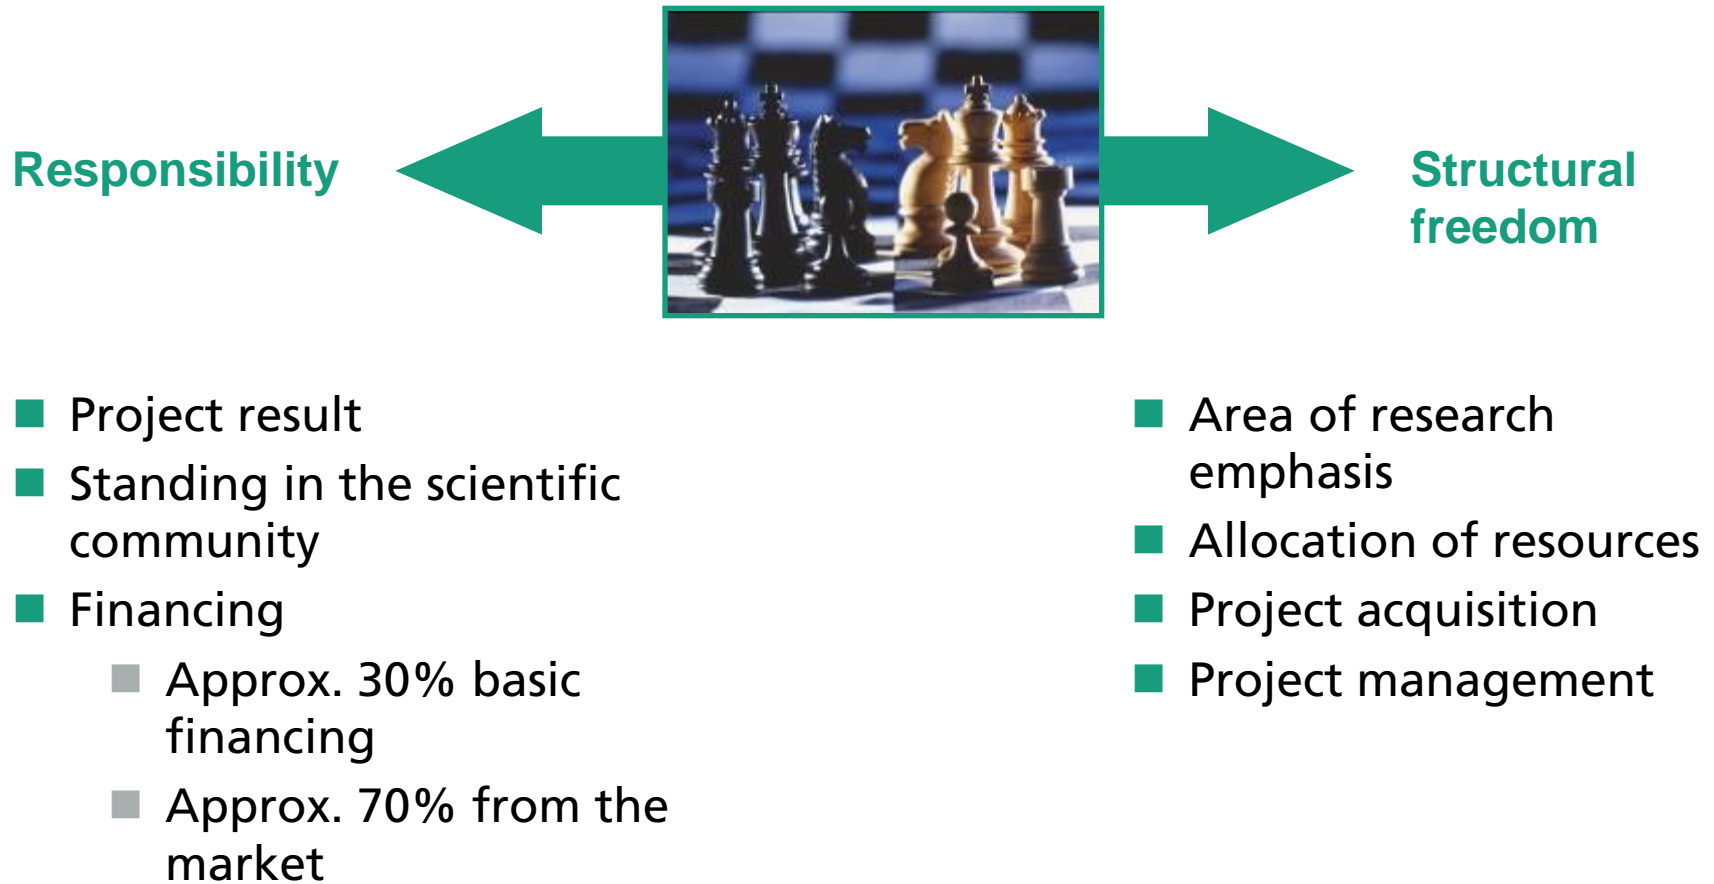 Responsibility
Structural
freedom
Project result
Standing in the scientific
community
Financing
Approx. 30% basic
financing
Approx. 70% from the
market
Area of research
emphasis
Allocation of resources
Project acquisition
Project management